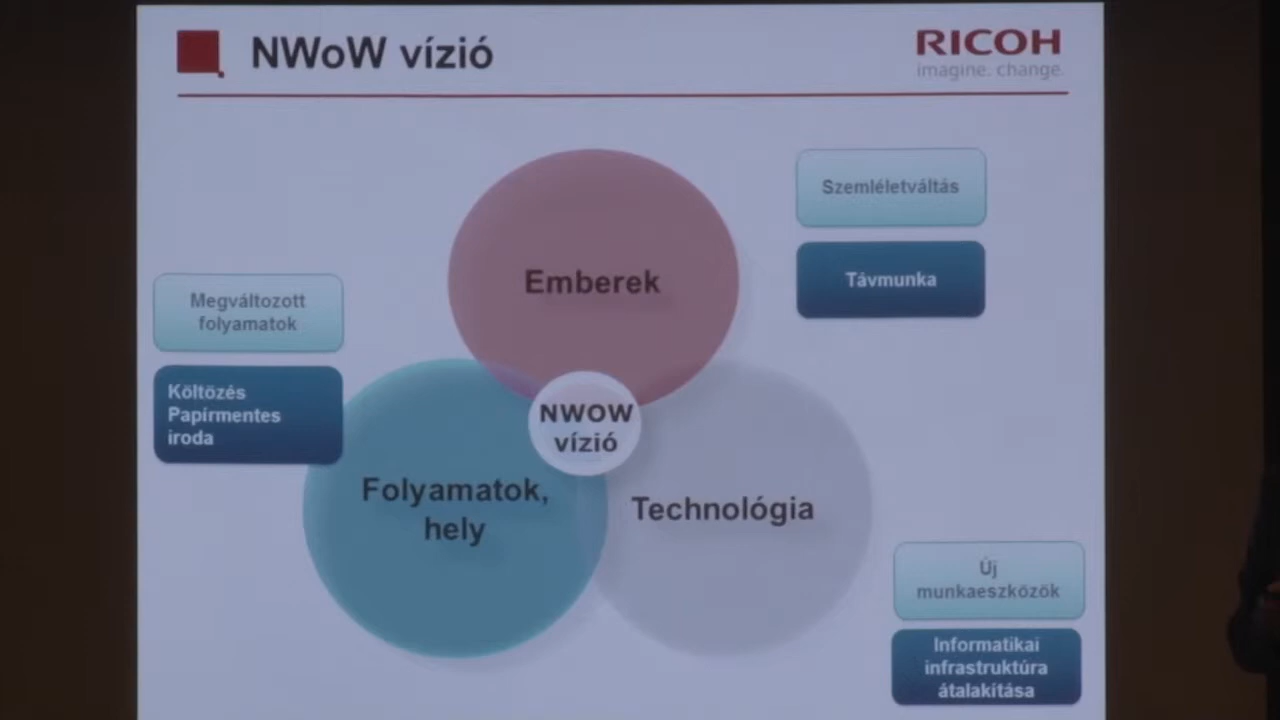 NWoW vízió
RICOH
imagine. change.
Szemléletváltás
Távmunka
Emberek
Megváltozott
folyamatok
Költözés
Papírmentes
iroda
NWOW
vízió
Folyamatok,
hely
Technológia
Új
munkaeszközök
Informatikai
infrastruktúra
átalakítása